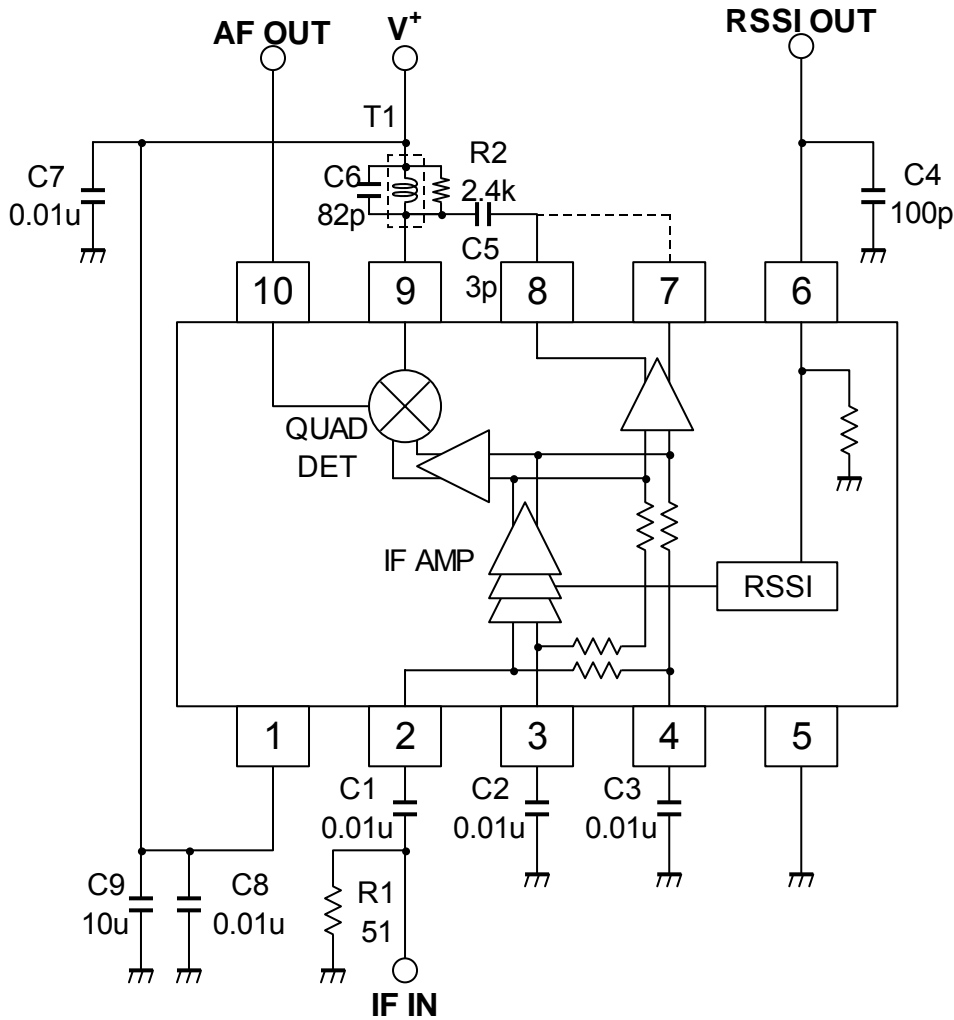 AF OUT
V+
RSSI OUT
T1
C7
0.01u
C6
82p
R2
2.4k
C5
3p
C4
100p
10
9
8
7
6
QUAD
DET
IF AMP
RSSI
1
2
3
4
5
C1
0.01u
C2
0.01u
C3
0.01u
C9
10u
C8
0.01u
R1
51
IF IN